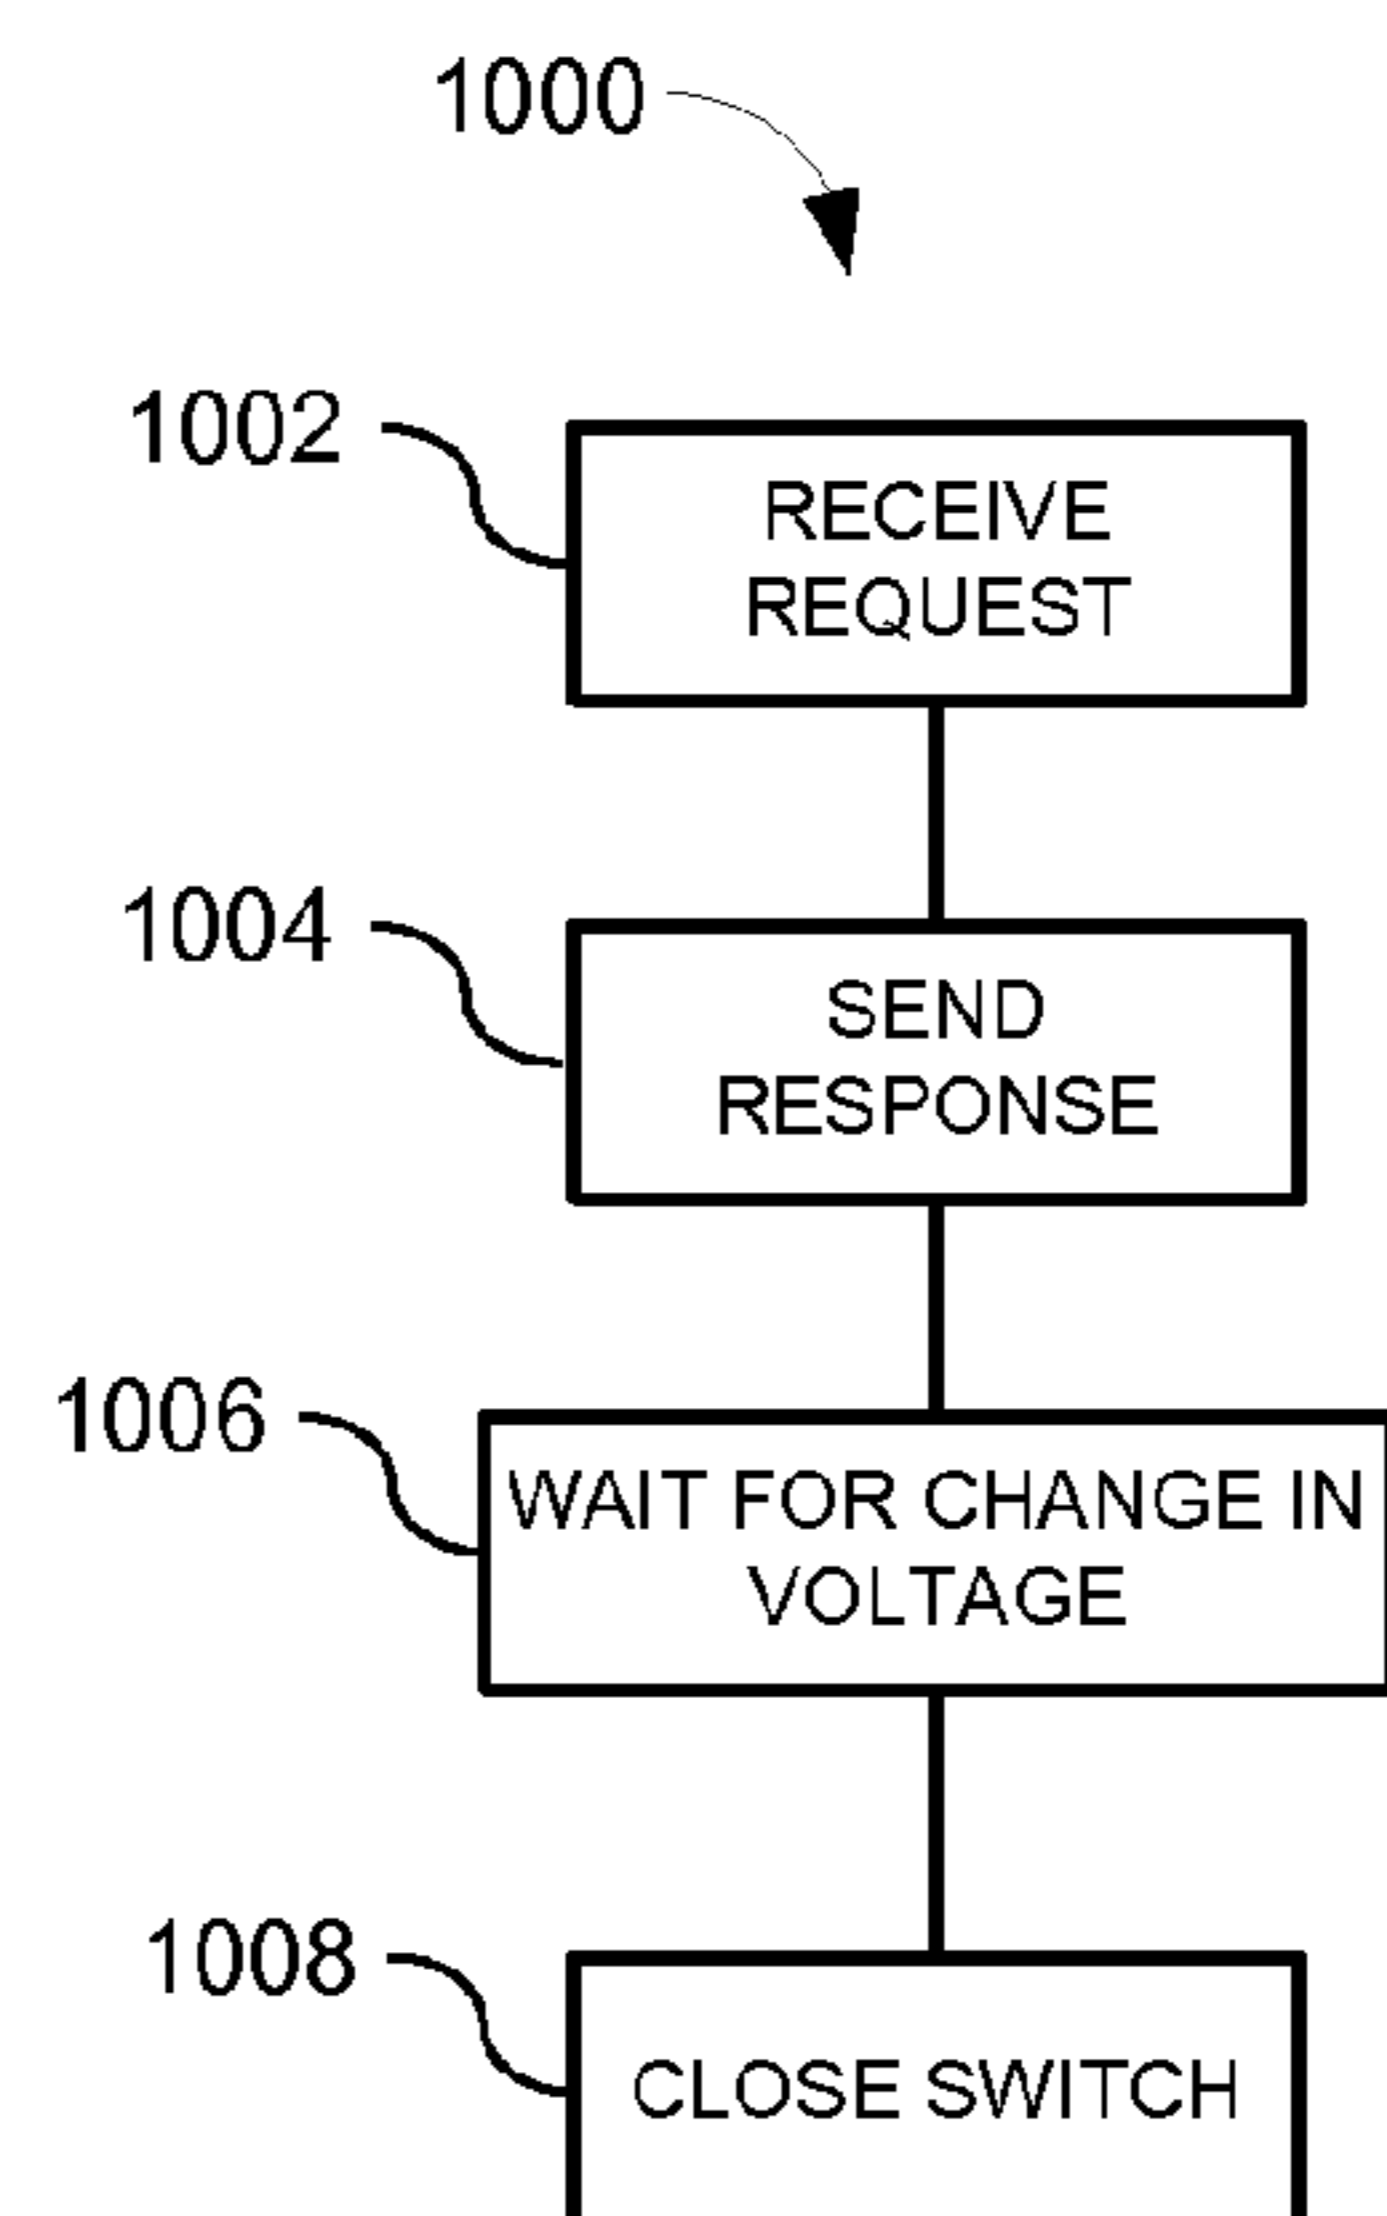 1000
1002
RECEIVE
REQUEST
1004
SEND
RESPONSE
1006
WAIT FOR CHANGE IN
VOLTAGE
1008
CLOSE SWITCH